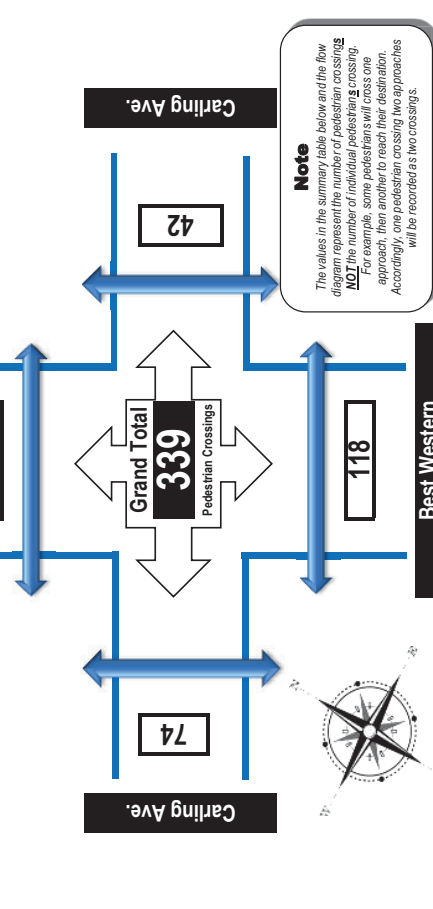 Carling Ave.
42
Note
The values in the summary table below and the flow
diagram represent the number of pedestrian crossings
NOT the number of individual pedestrians crossing.
For example, some pedestrians will cross one
approach, then another to reach their destination.
Accordingly, one pedestrian crossing two approaches
will be recorded as two crossings.
Grand Total
339
Pedestrian Crossings
118
Best Western
74
Carling Ave.
N
E
W